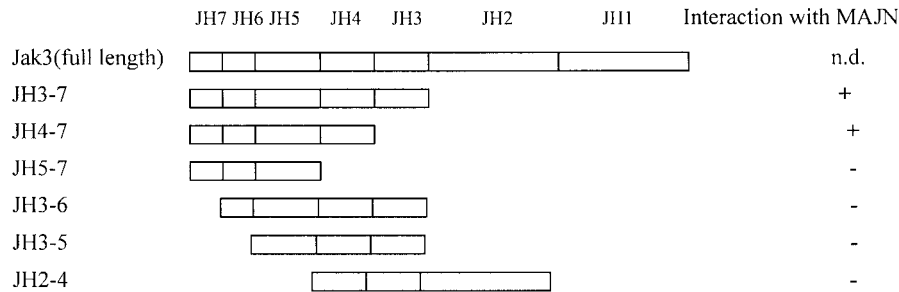 JH7 JH6 JH5 JH4 JH3 JH2 JH1 Interaction with MAJN
Jak3(full length) n.d.
JH3-7 +
JH4-7 +
JH5-7 -
JH3-6 -
JH3-5 -
JH2-4 -